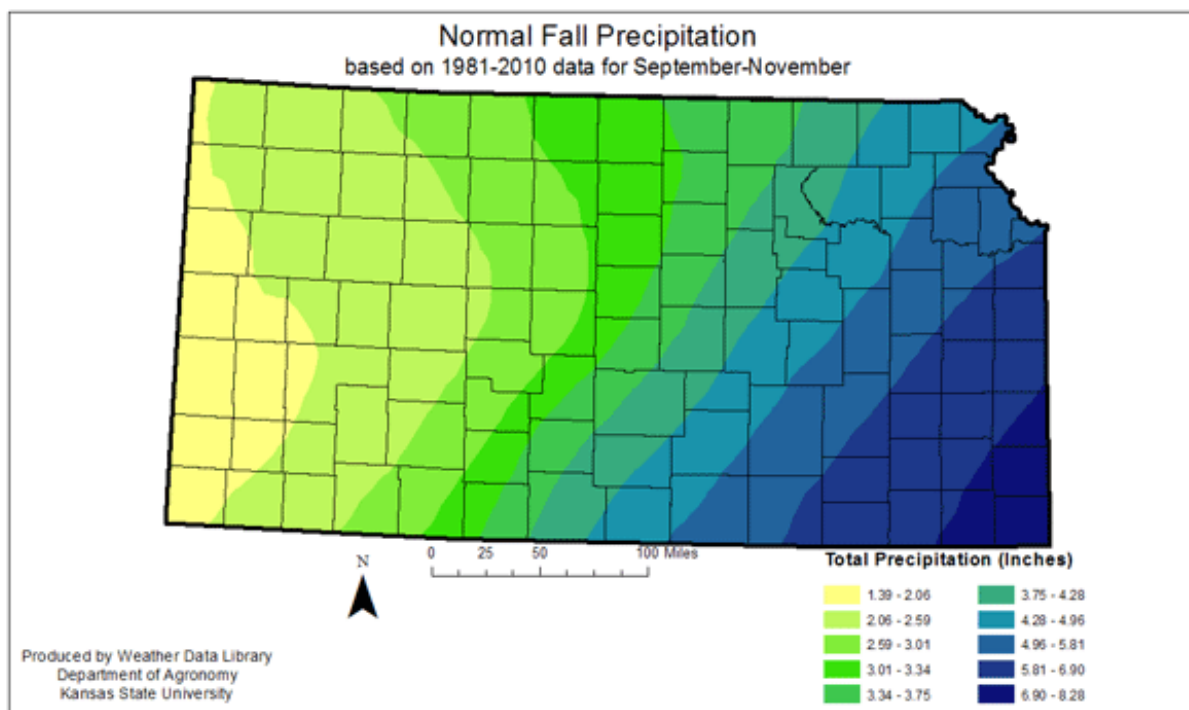 Normal Fall Precipitation
based on 1981-2010 data for September-November
N
0 25 50 100 Miles
Total Precipitation (Inches)
1.39 - 2.06
2.06 - 2.59
2.59 - 3.01
3.01 - 3.34
3.34 - 3.75
3.75 - 4.28
4.28 - 4.96
4.96 - 5.81
5.81 - 6.90
6.90 - 8.28
Produced by Weather Data Library
Department of Agronomy
Kansas State University